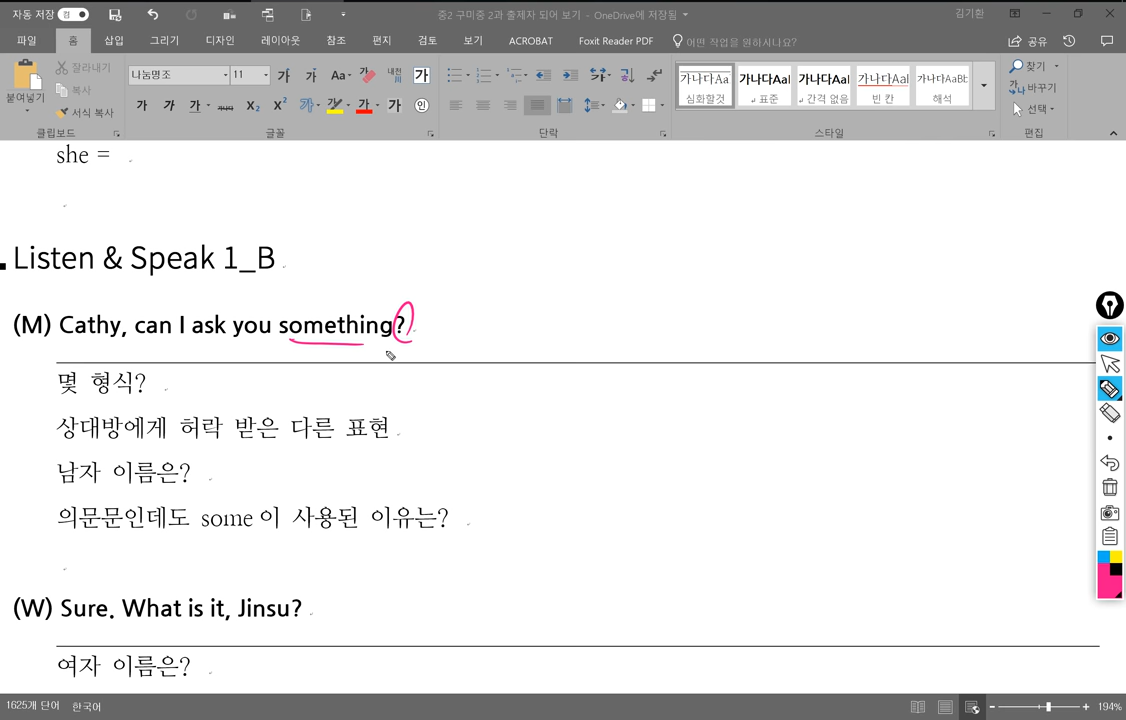 자동 저장 켬 중2 구미중 2과 출제자 되어 보기 - OneDrive에 저장됨 김기환
파일 홈 삽입 그리기 디자인 레이아웃 참조 편지 검토 보기 ACROBAT Foxit Reader PDF 어떤 작업을 원하시나요? 공유
붙여넣기 잘라내기 나눔명조 11 가나다Aa 가나다Aal 가나다Aal 가나다Aal 가나다AaBb 찾기
복사 심화할것 표준 간격 없음 빈 칸 해석 바꾸기
서식 복사 선택
클립보드 글꼴 단락 스타일 편집
she =
Listen & Speak 1_B
(M) Cathy, can I ask you something?
몇 형식?
상대방에게 허락 받은 다른 표현
남자 이름은?
의문문인데도 some이 사용된 이유는?
(W) Sure. What is it, Jinsu?
여자 이름은?
1625개 단어 한국어 194%